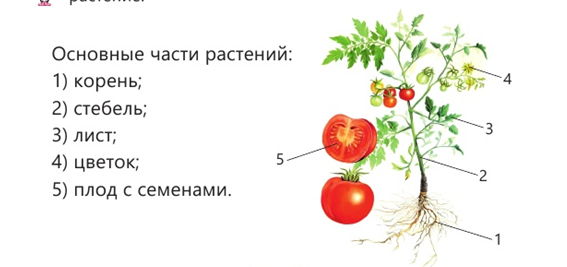 растение.
Основные части растений:
1) корень;
2) стебель;
3) лист;
4) цветок;
5) плод с семенами.
4
3
5
2
1